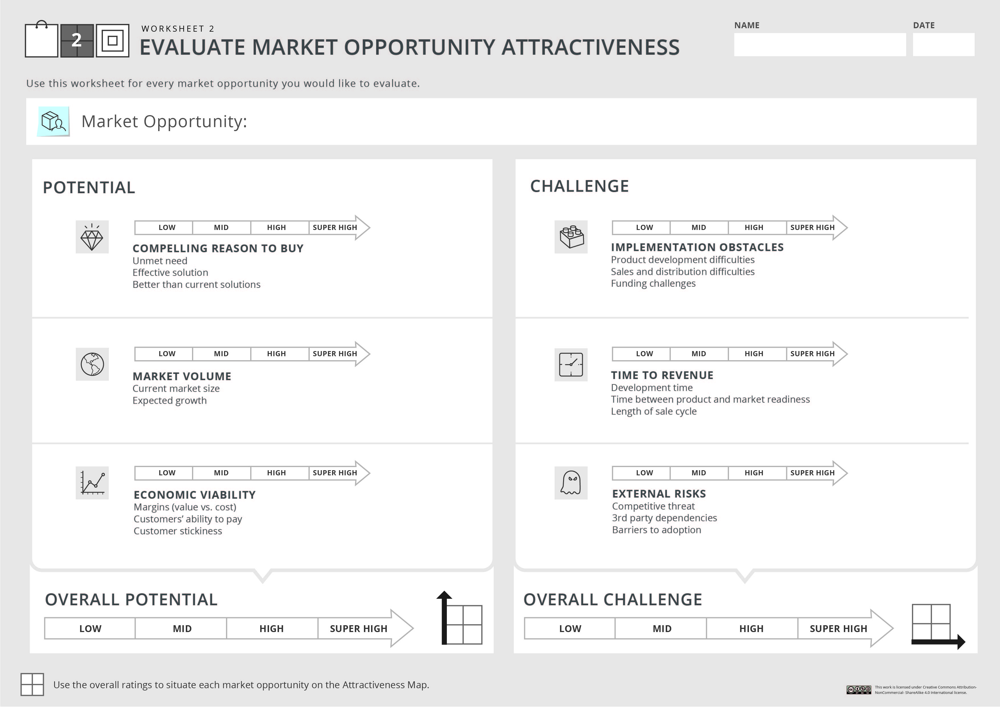 2
WORKSHEET 2
EVALUATE MARKET OPPORTUNITY ATTRACTIVENESS
NAME
DATE
Use this worksheet for every market opportunity you would like to evaluate.
Market Opportunity:
POTENTIAL
LOW MID HIGH SUPER HIGH
COMPELLING REASON TO BUY
Unmet need
Effective solution
Better than current solutions
LOW MID HIGH SUPER HIGH
MARKET VOLUME
Current market size
Expected growth
LOW MID HIGH SUPER HIGH
ECONOMIC VIABILITY
Margins (value vs. cost)
Customers’ ability to pay
Customer stickiness
OVERALL POTENTIAL
LOW MID HIGH SUPER HIGH
CHALLENGE
LOW MID HIGH SUPER HIGH
IMPLEMENTATION OBSTACLES
Product development difficulties
Sales and distribution difficulties
Funding challenges
LOW MID HIGH SUPER HIGH
TIME TO REVENUE
Development time
Time between product and market readiness
Length of sale cycle
LOW MID HIGH SUPER HIGH
EXTERNAL RISKS
Competitive threat
3rd party dependencies
Barriers to adoption
OVERALL CHALLENGE
LOW MID HIGH SUPER HIGH
Use the overall ratings to situate each market opportunity on the Attractiveness Map.
cc BY NC SA
This work is licensed under Creative Commons Attribution-
NonCommercial- ShareAlike 4.0 International license.